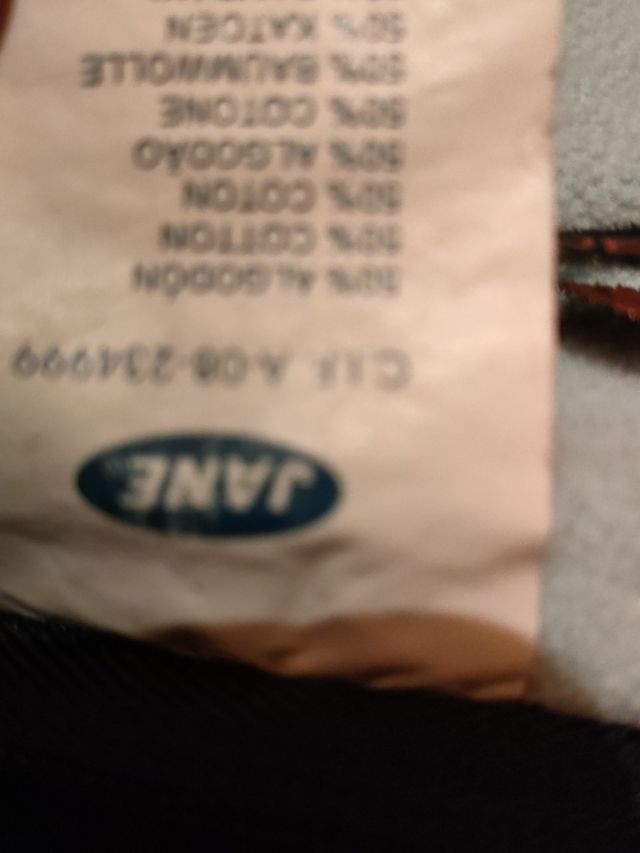 JANE
C.I.F. A-08-234999
50% ALGODÓN
50% COTTON
50% COTON
50% ALGODÃO
50% COTONE
50% BAUMWOLLE
50% KATOEN